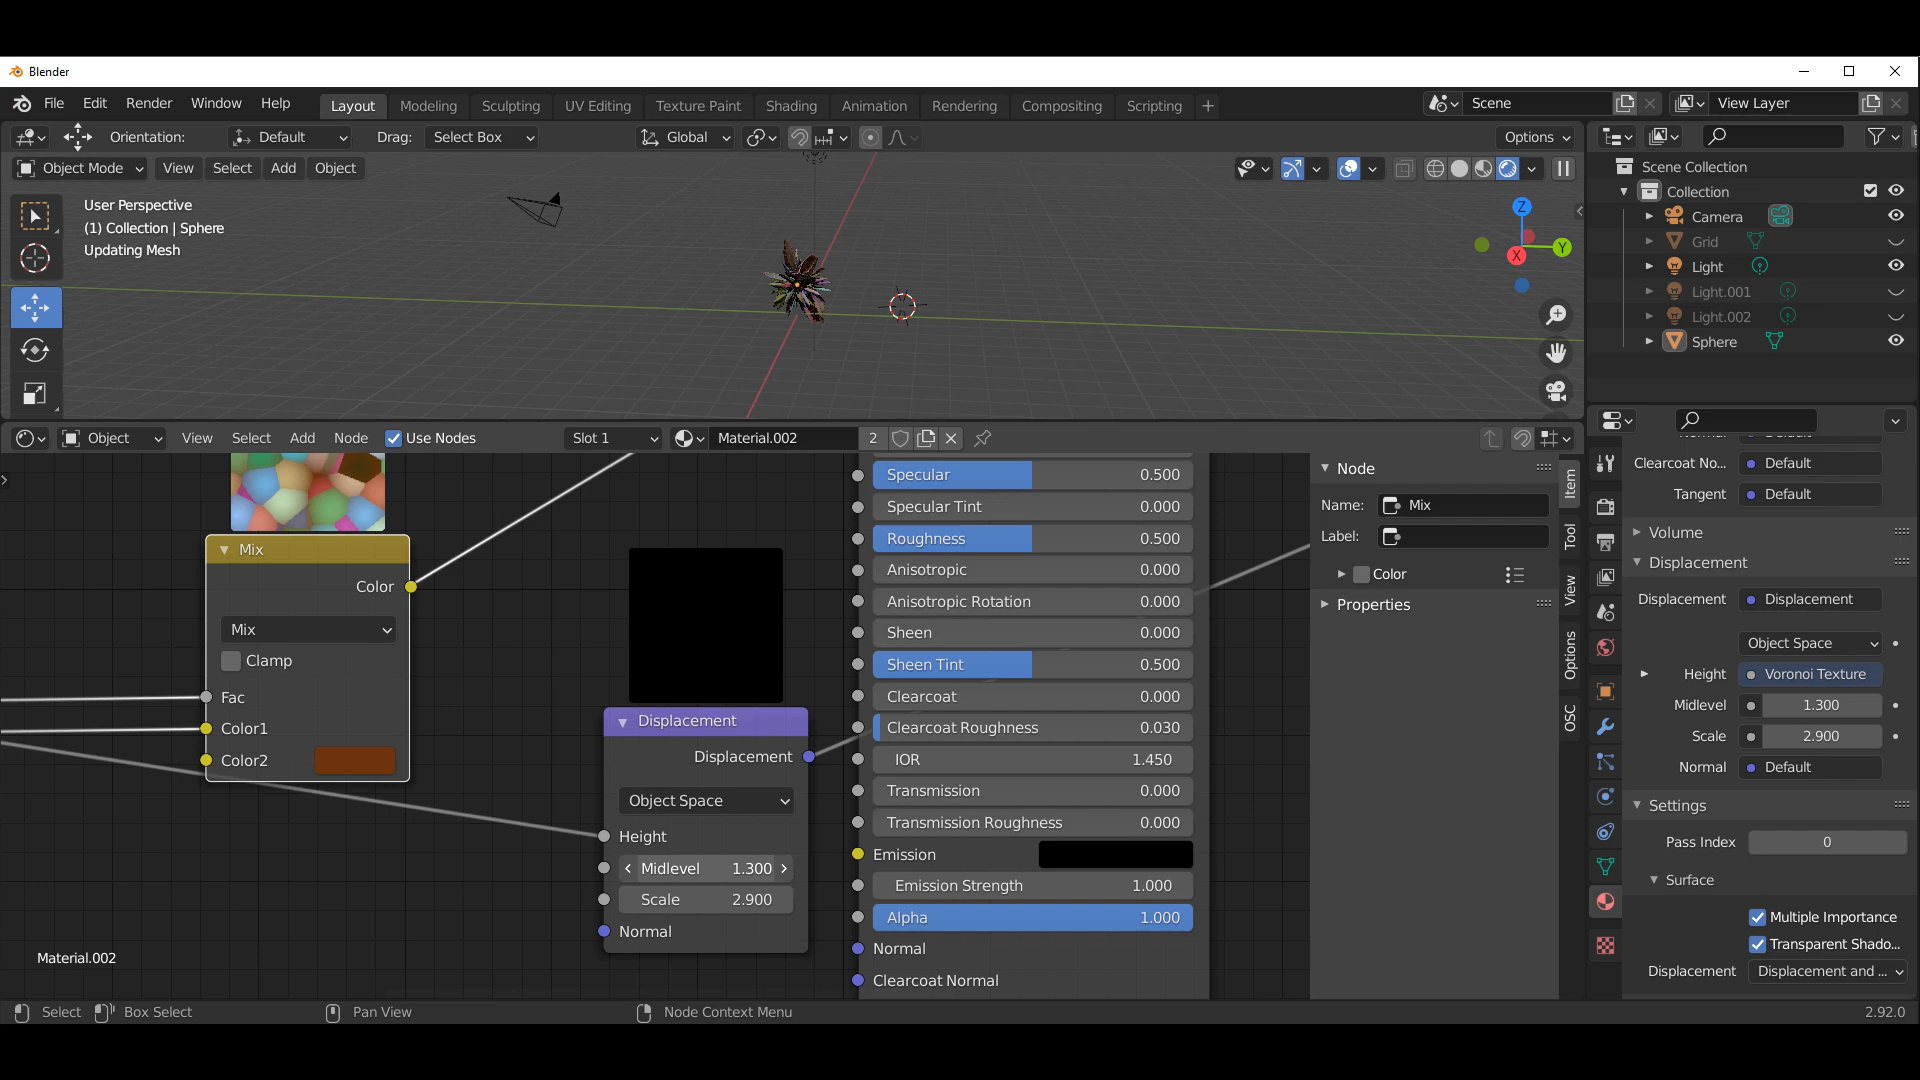 Blender
File Edit Render Window Help
Layout Modeling Sculpting UV Editing Texture Paint Shading Animation Rendering Compositing Scripting
Scene
View Layer
Orientation: Default Drag: Select Box
Global
Options
Object Mode View Select Add Object
User Perspective
(1) Collection | Sphere
Updating Mesh
Z
Y
X
Scene Collection
Collection
Camera
Grid
Light
Light.001
Light.002
Sphere
Object View Select Add Node Use Nodes
Slot 1
Material.002
2
Mix
Color
Mix
Clamp
Fac
Color1
Color2
Displacement
Displacement
Object Space
Height
Midlevel 1.300
Scale 2.900
Normal
Material.002
Specular 0.500
Specular Tint 0.000
Roughness 0.500
Anisotropic 0.000
Anisotropic Rotation 0.000
Sheen 0.000
Sheen Tint 0.500
Clearcoat 0.000
Clearcoat Roughness 0.030
IOR 1.450
Transmission 0.000
Transmission Roughness 0.000
Emission
Emission Strength 1.000
Alpha 1.000
Normal
Clearcoat Normal
Node
Name: Mix
Label:
Color
Properties
Item
Tool
View
Options
OSC
Clearcoat No... Default
Tangent Default
Volume
Displacement
Displacement Displacement
Object Space
Height Voronoi Texture
Midlevel 1.300
Scale 2.900
Normal Default
Settings
Pass Index 0
Surface
Multiple Importance
Transparent Shado...
Displacement Displacement and ...
Select Box Select Pan View Node Context Menu 2.92.0